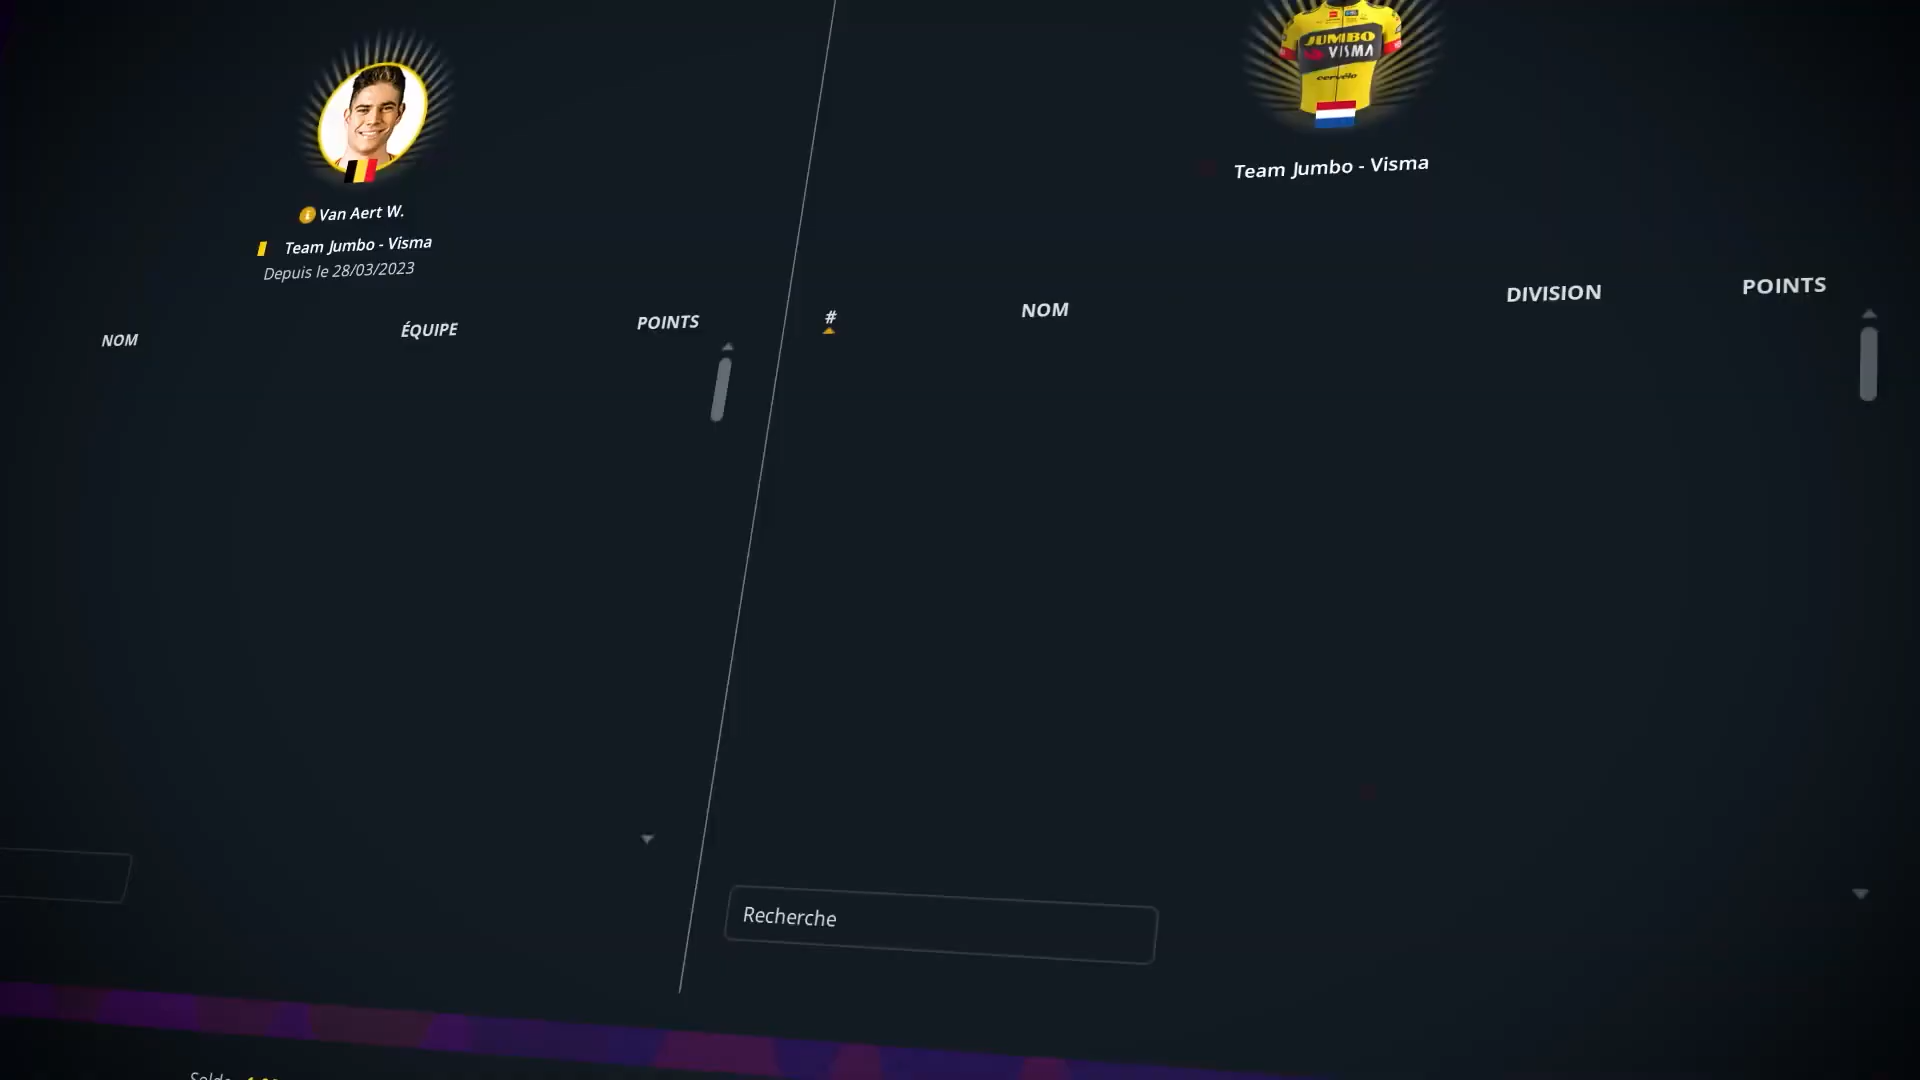 Van Aert W.
Team Jumbo - Visma
Depuis le 28/03/2023
NOM
ÉQUIPE
POINTS
JUMBO
VISMA
cervélo
Team Jumbo - Visma
#
NOM
DIVISION
POINTS
Recherche